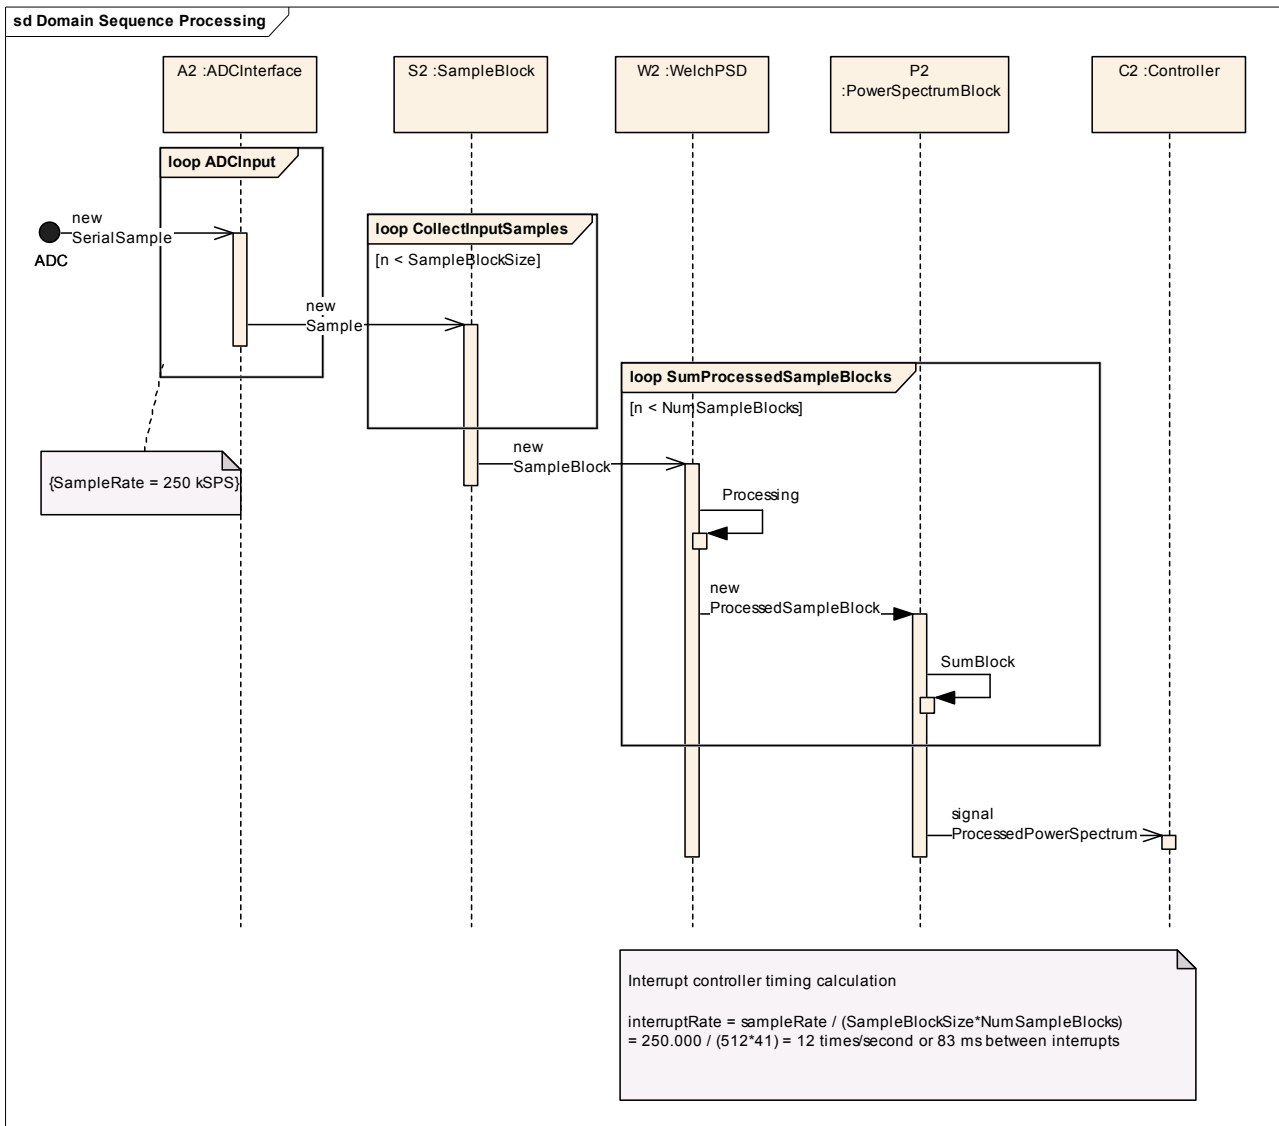 sd Domain Sequence Processing
A2 :ADCInterface
S2 :SampleBlock
W2 :WelchPSD
P2
:PowerSpectrumBlock
C2 :Controller
loop ADCInput
new
SerialSample
ADC
loop CollectInputSamples
[n < SampleBlockSize]
new
Sample
loop SumProcessedSampleBlocks
[n < NumSampleBlocks]
new
SampleBlock
{SampleRate = 250 kSPS}
Processing
new
ProcessedSampleBlock
SumBlock
signal
ProcessedPowerSpectrum
Interrupt controller timing calculation
interruptRate = sampleRate / (SampleBlockSize*NumSampleBlocks)
= 250.000 / (512*41) = 12 times/second or 83 ms between interrupts